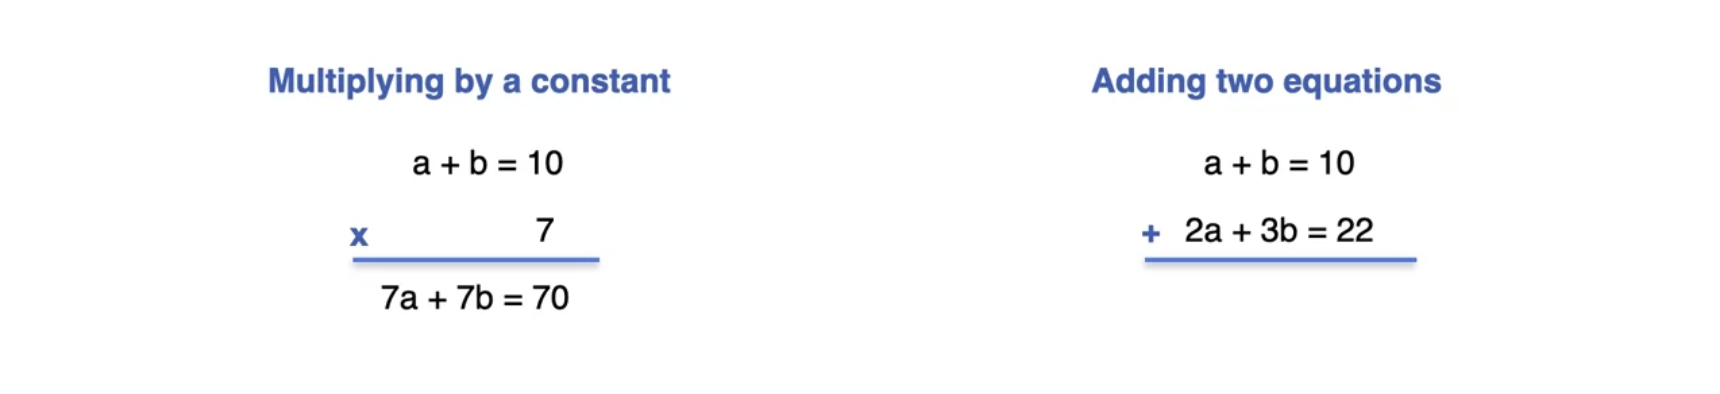 Multiplying by a constant
a + b = 10
x 7
7a + 7b = 70
Adding two equations
a + b = 10
+ 2a + 3b = 22